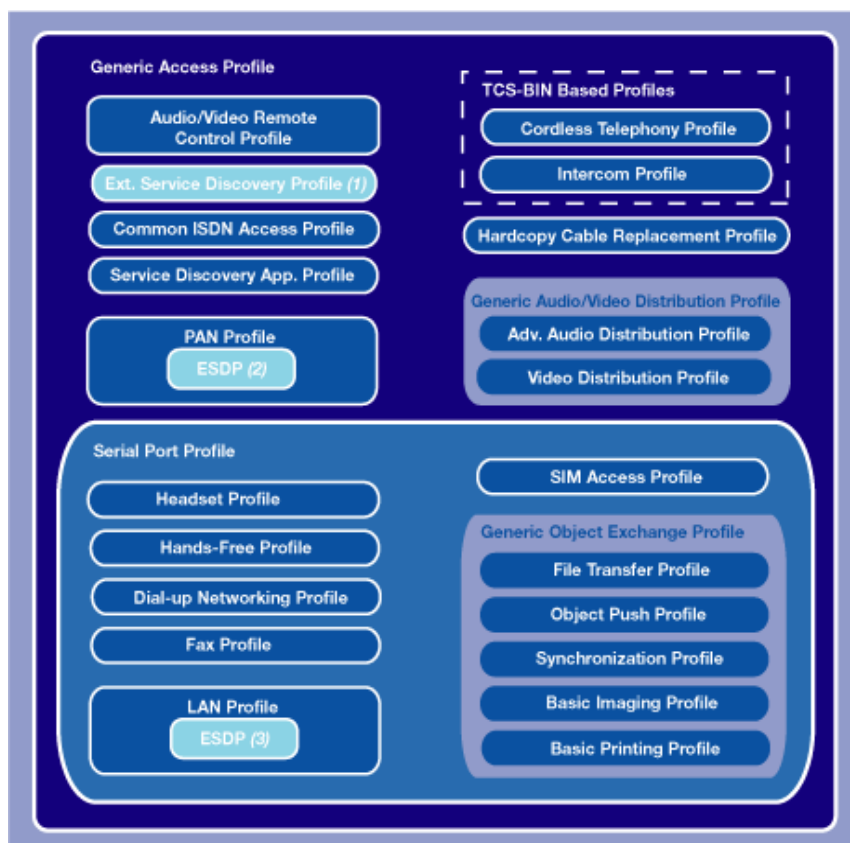 Generic Access Profile
Audio/Video Remote
Control Profile
Ext. Service Discovery Profile (1)
Common ISDN Access Profile
Service Discovery App. Profile
PAN Profile
ESDP (2)
TCS-BIN Based Profiles
Cordless Telephony Profile
Intercom Profile
Hardcopy Cable Replacement Profile
Generic Audio/Video Distribution Profile
Adv. Audio Distribution Profile
Video Distribution Profile
Serial Port Profile
Headset Profile
Hands-Free Profile
Dial-up Networking Profile
Fax Profile
LAN Profile
ESDP (3)
SIM Access Profile
Generic Object Exchange Profile
File Transfer Profile
Object Push Profile
Synchronization Profile
Basic Imaging Profile
Basic Printing Profile